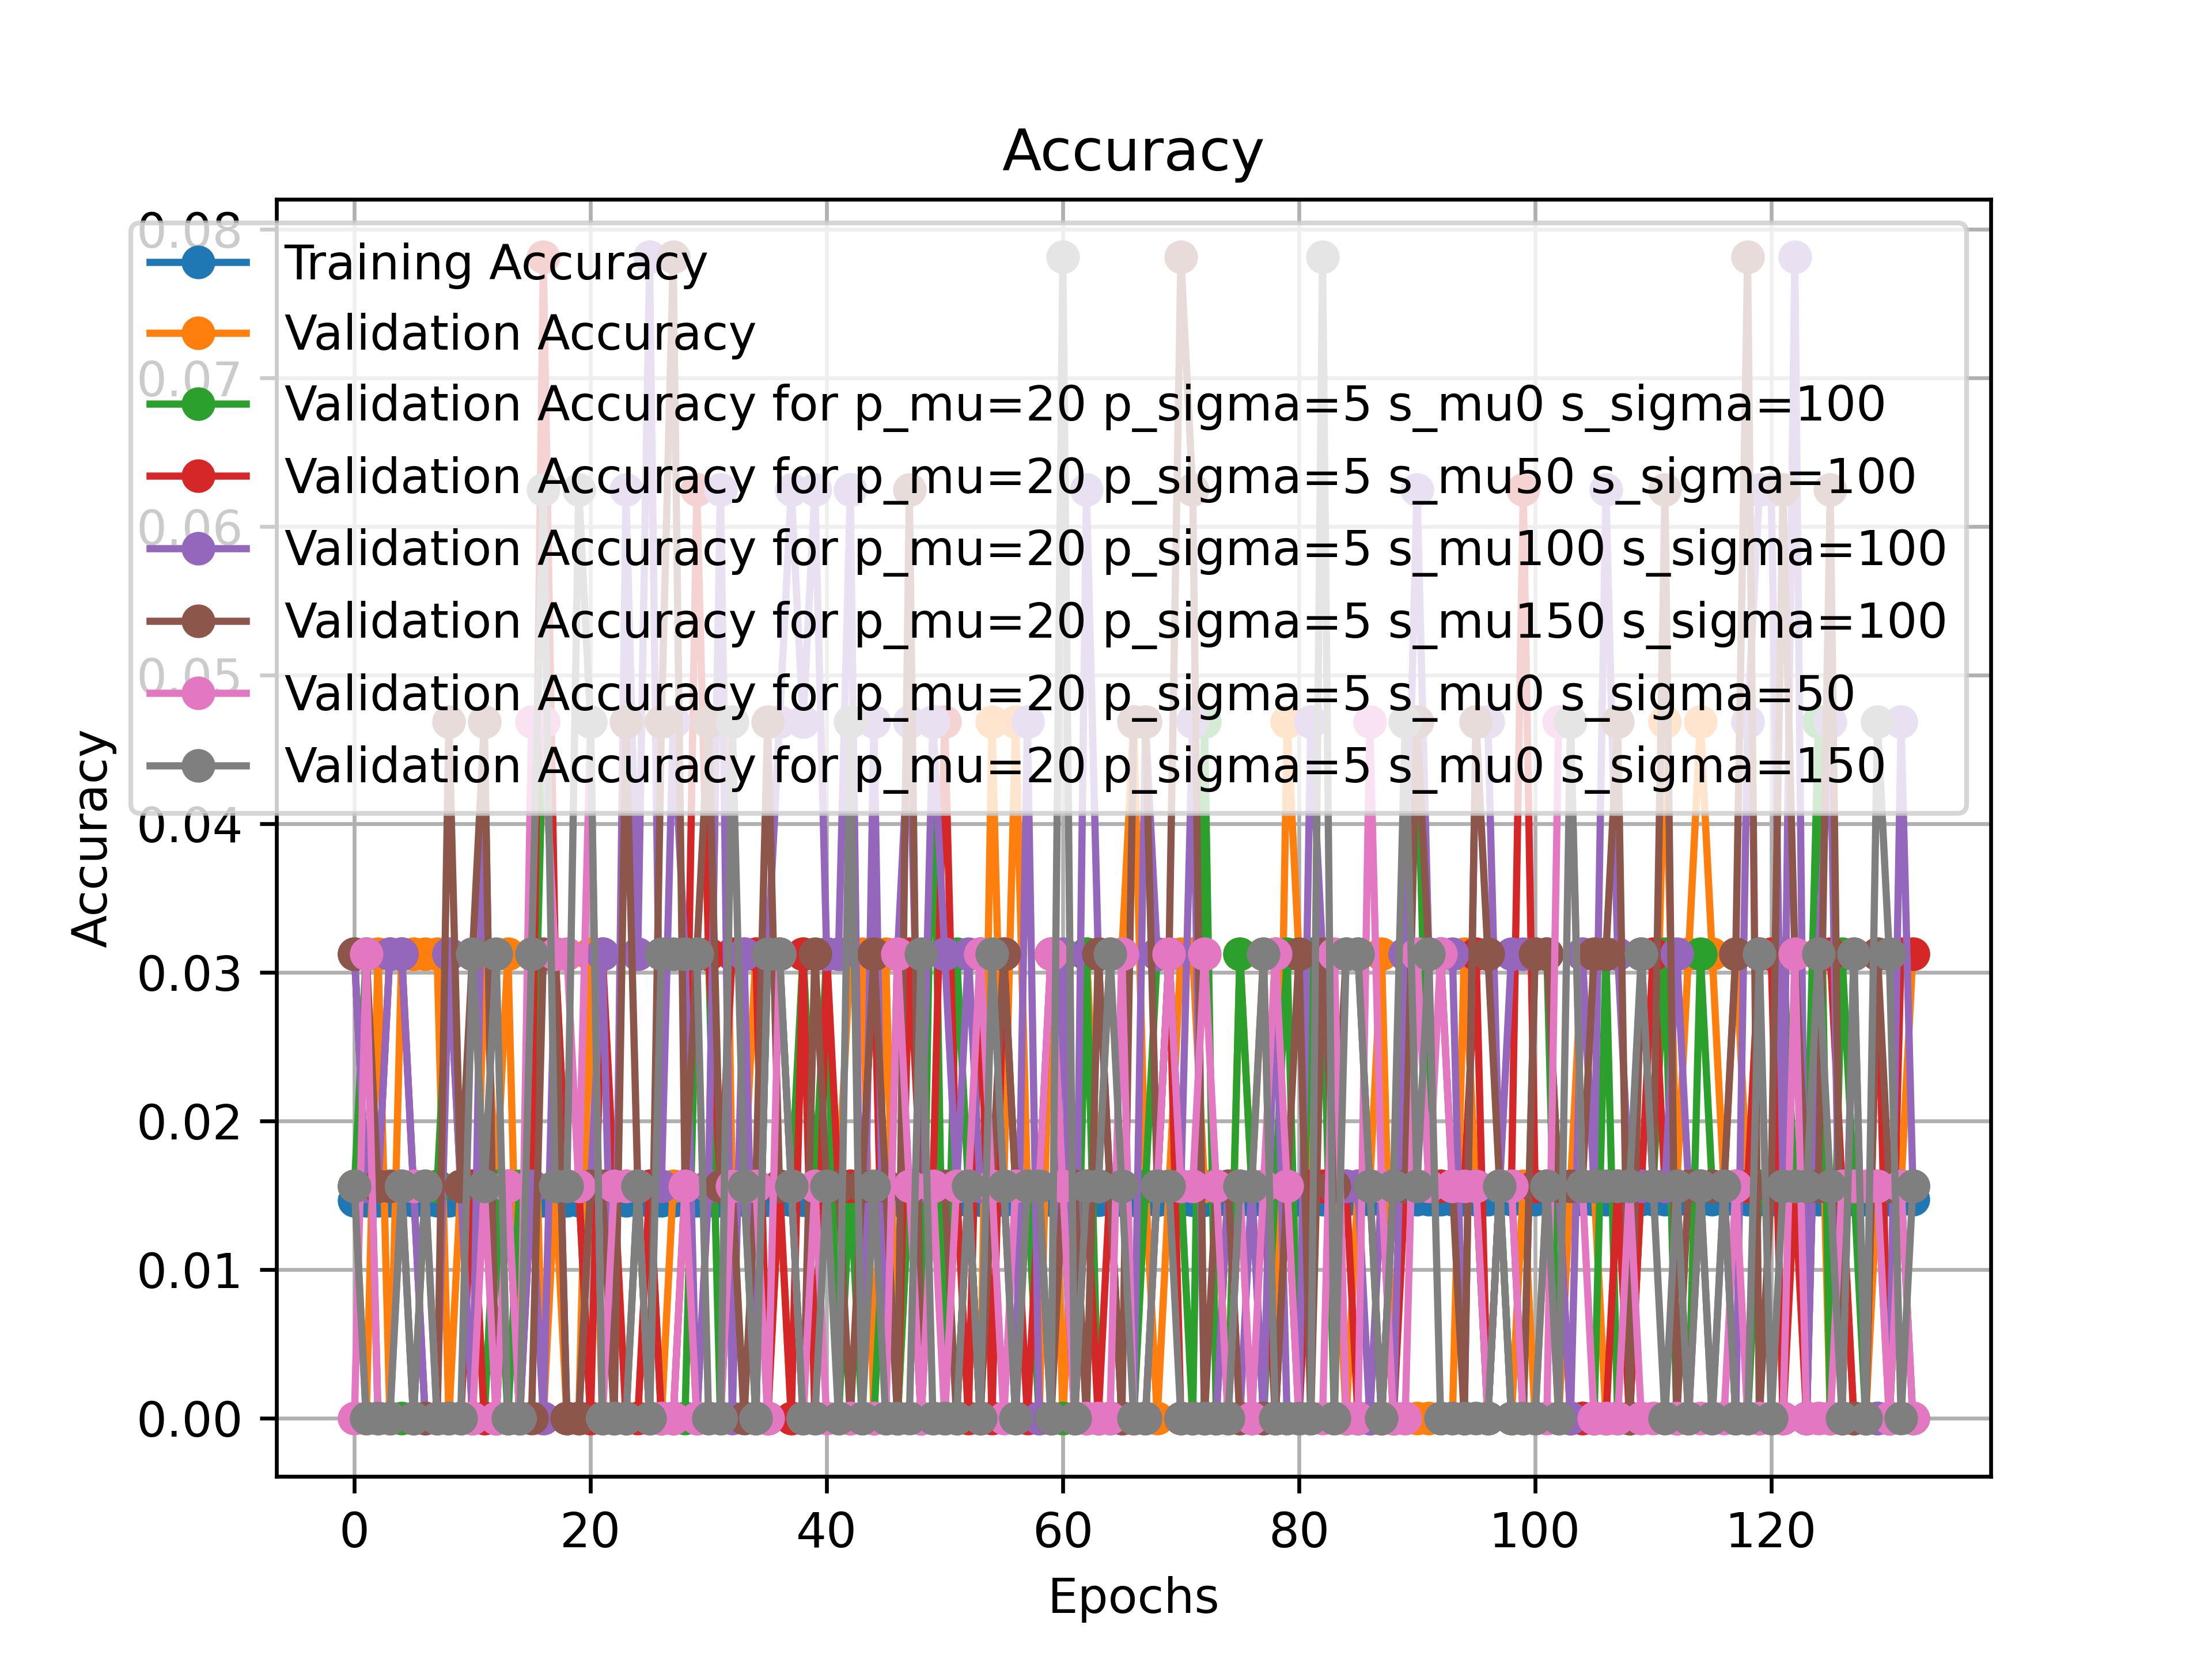 Accuracy
0.08
Training Accuracy
Validation Accuracy
0.07
Validation Accuracy for p_mu=20 p_sigma=5 s_mu0 s_sigma=100
Validation Accuracy for p_mu=20 p_sigma=5 s_mu50 s_sigma=100
0.06
Validation Accuracy for p_mu=20 p_sigma=5 s_mu100 s_sigma=100
Validation Accuracy for p_mu=20 p_sigma=5 s_mu150 s_sigma=100
0.05
Validation Accuracy for p_mu=20 p_sigma=5 s_mu0 s_sigma=50
Validation Accuracy for p_mu=20 p_sigma=5 s_mu0 s_sigma=150
0.04
Accuracy
0.03
0.02
0.01
0.00
0 20 40 60 80 100 120
Epochs